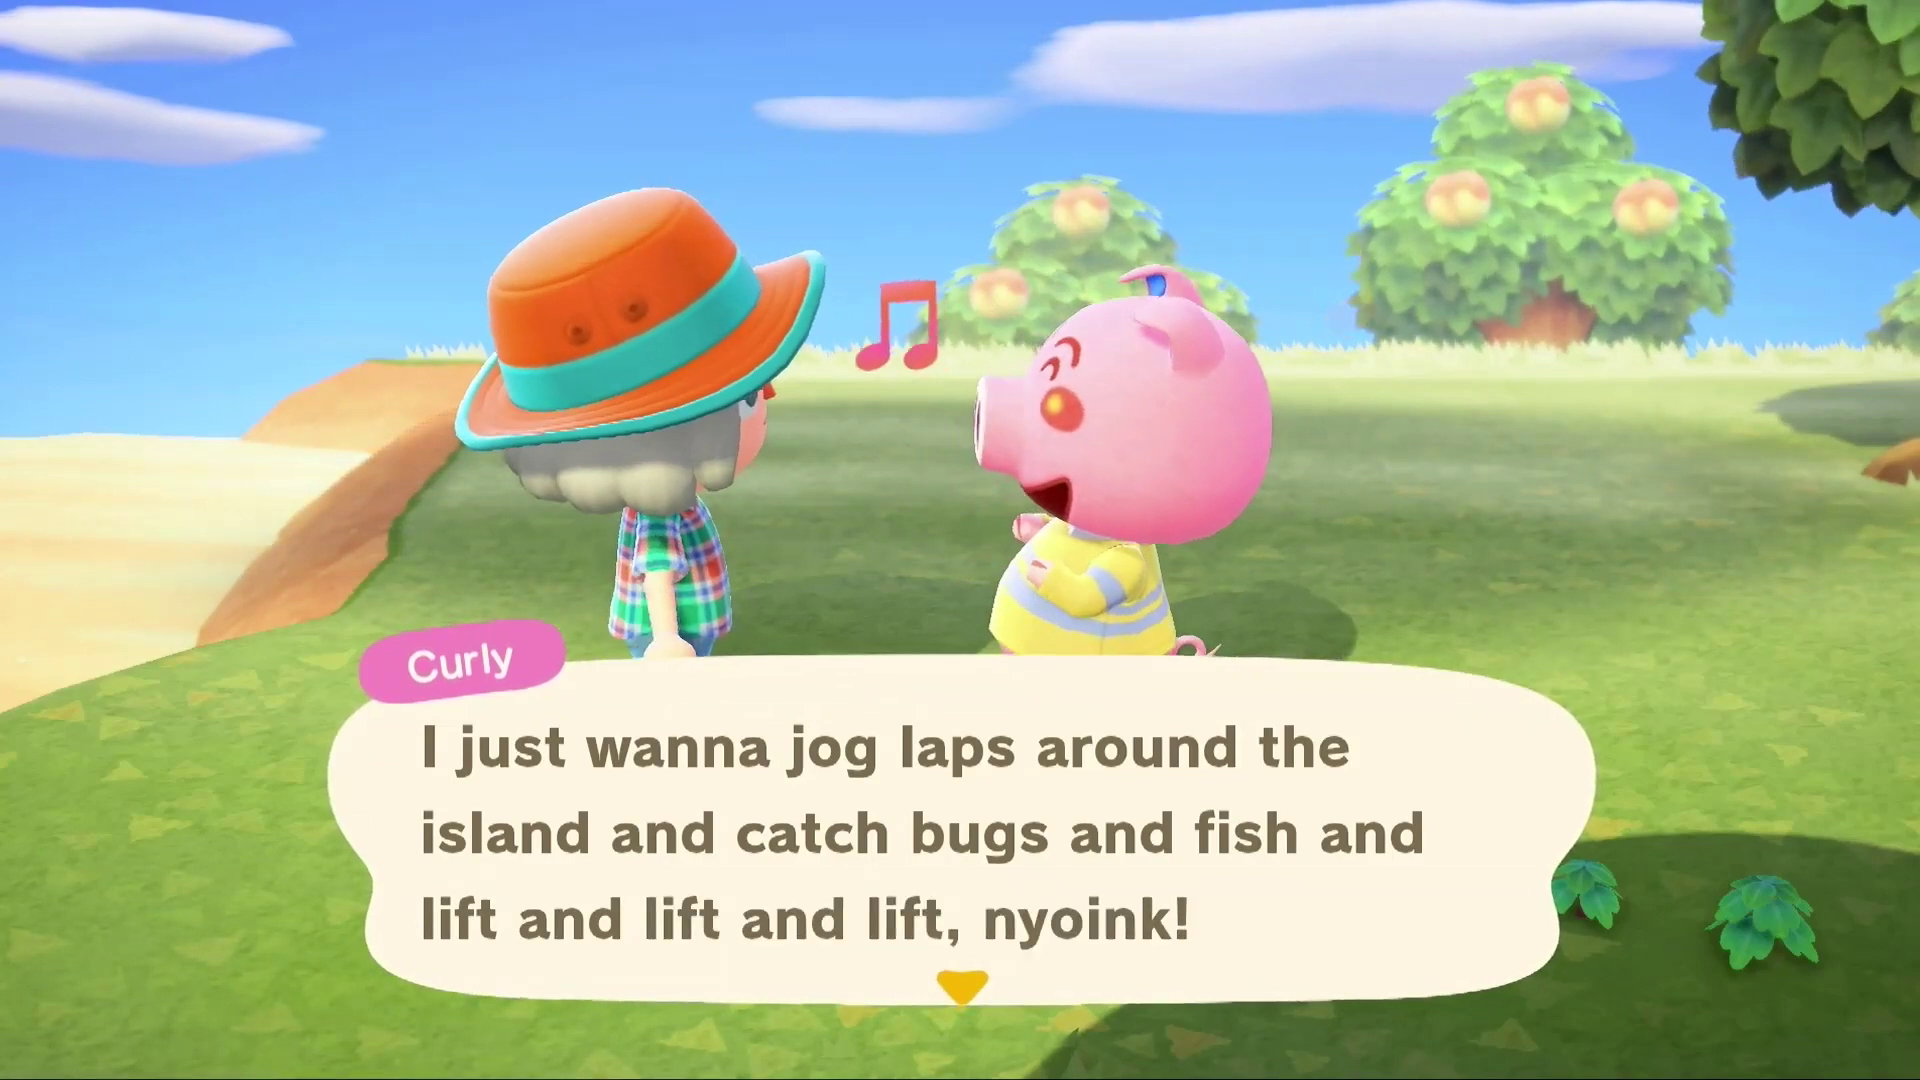 Curly
I just wanna jog laps around the
island and catch bugs and fish and
lift and lift and lift, nyoink!